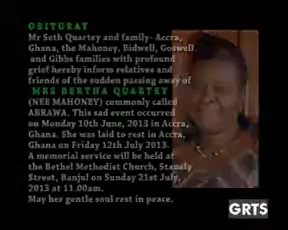 OBITURAY
Mr Seth Quartey and family- Accra,
Ghana, the Mahoney, Bidwell, Goswell
and Gibbs families with profound
grief hereby inform relatives and
friends of the sudden passing away of
MRS BERTHA QUARTEY
(NEE MAHONEY) commonly called
ABRAWA. This sad event occurred
on Monday 10th June, 2013 in Accra,
Ghana. She was laid to rest in Accra,
Ghana on Friday 12th July 2013.
A memorial service will be held at
the Bethel Methodist Church, Stanely
Street, Banjul on Sunday 21st July,
2013 at 11.00am.
May her gentle soul rest in peace.
GRTS